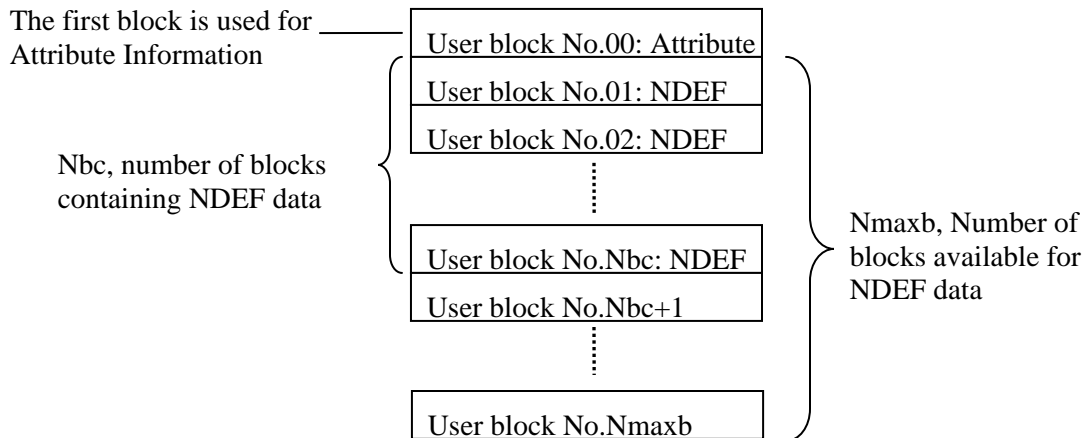 The first block is used for
Attribute Information
User block No.00: Attribute
User block No.01: NDEF
User block No.02: NDEF
Nbc, number of blocks
containing NDEF data
User block No.Nbc: NDEF
User block No.Nbc+1
User block No.Nmaxb
Nmaxb, Number of
blocks available for
NDEF data